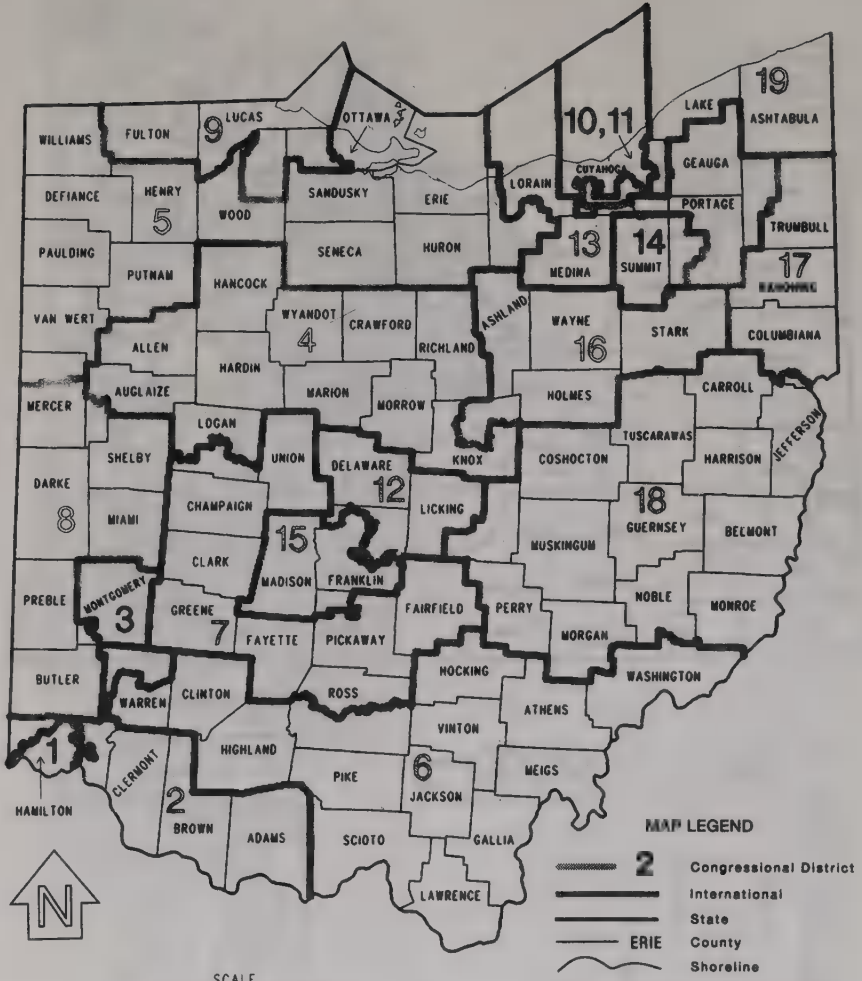 19
LAKE
ASHTABULA
LUCAS
9
OTTAWA
10,11
WILLIAMS
FULTON
GEAUGA
CUYAHOGA
LORAIN
SANDUSKY
ERIE
DEFIANCE
HENRY
5
WOOD
PORTAGE
TRUMBULL
13
14
MEDINA
SUMMIT
SENECA
HURON
PAULDING
PUTNAM
HANCOCK
17
WYANDOT
4
CRAWFORD
ASHLAND
WAYNE
16
STARK
COLUMBIANA
VAN WERT
ALLEN
RICHLAND
HARDIN
AUGLAIZE
MARION
MORROW
HOLMES
CARROLL
MERCER
LOGAN
KNOX
TUSCARAWAS
JEFFERSON
SHELBY
UNION
DELAWARE
12
COSHOCTON
HARRISON
DARKE
8
CHAMPAIGN
LICKING
18
GUERNSEY
MIAMI
15
MUSKINGUM
BELMONT
CLARK
MADISON
FRANKLIN
PREBLE
MONTGOMERY
3
GREENE
7
FAIRFIELD
PERRY
NOBLE
MONROE
FAYETTE
PICKAWAY
MORGAN
BUTLER
WARREN
CLINTON
ROSS
HOCKING
WASHINGTON
ATHENS
1
HIGHLAND
VINTON
CLERMONT
PIKE
6
JACKSON
MEIGS
HAMILTON
2
BROWN
ADAMS
SCIOTO
GALLIA
LAWRENCE
N
MAP LEGEND
2 Congressional District
International
State
ERIE County
Shoreline
SCALE